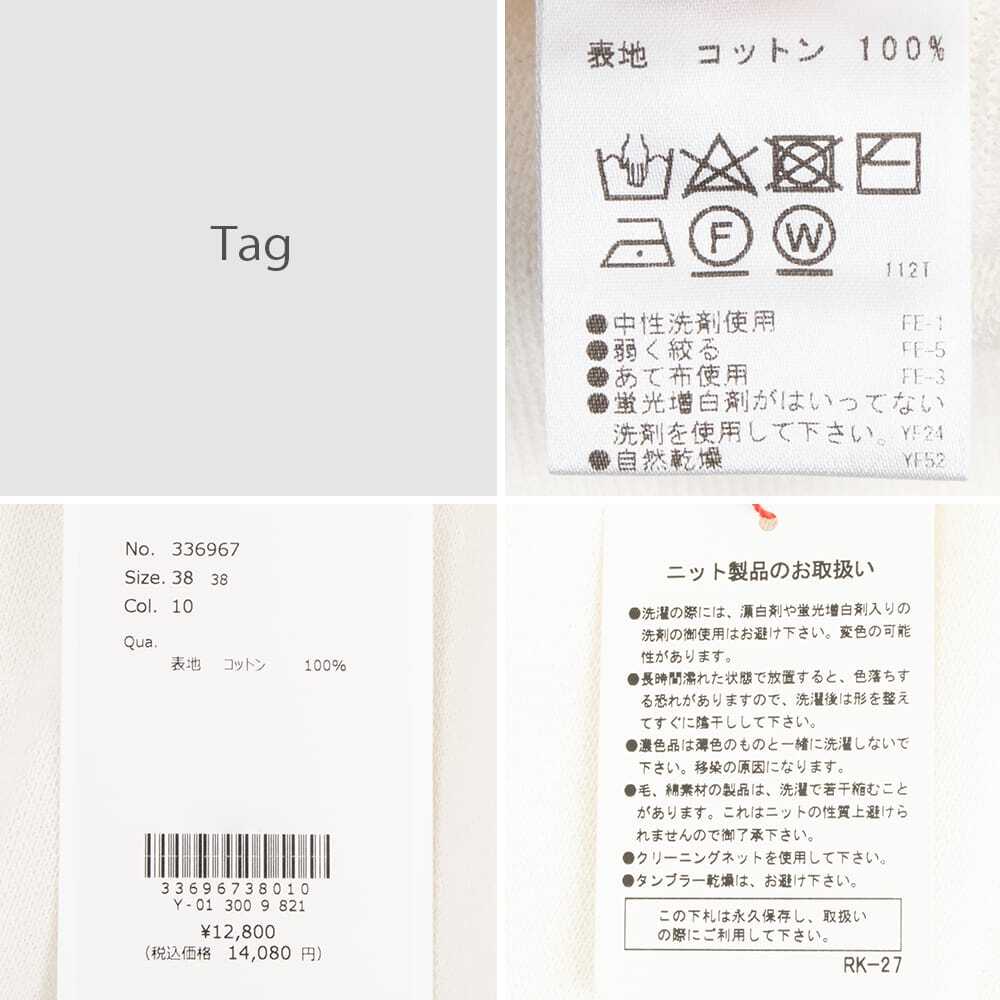 Tag
表地 コットン 100%
F W
112T
●中性洗剤使用 FE-1
●弱く絞る FE-5
●あて布使用 FE-3
●蛍光増白剤がはいってない
洗剤を使用して下さい。 YF24
●自然乾燥 YF52
No. 336967
Size. 38 38
Col. 10
Qua.
表地 コットン 100%
33696738010
Y-01 300 9 821
¥12,800
(税込価格 14,080 円)
ニット製品のお取扱い
●洗濯の際には、漂白剤や蛍光増白剤入りの
洗剤の御使用はお避け下さい。変色の可能
性があります。
●長時間濡れた状態で放置すると、色落ちす
る恐れがありますので、洗濯後は形を整え
てすぐに陰干しして下さい。
●濃色品は薄色のものと一緒に洗濯しないで
下さい。移染の原因になります。
●毛、綿素材の製品は、洗濯で若干縮むこと
があります。これはニットの性質上避けら
れませんので御了承下さい。
●クリーニングネットを使用して下さい。
●タンブラー乾燥は、お避け下さい。
この下札は永久保存し、取扱い
の際にご利用して下さい。
RK-27